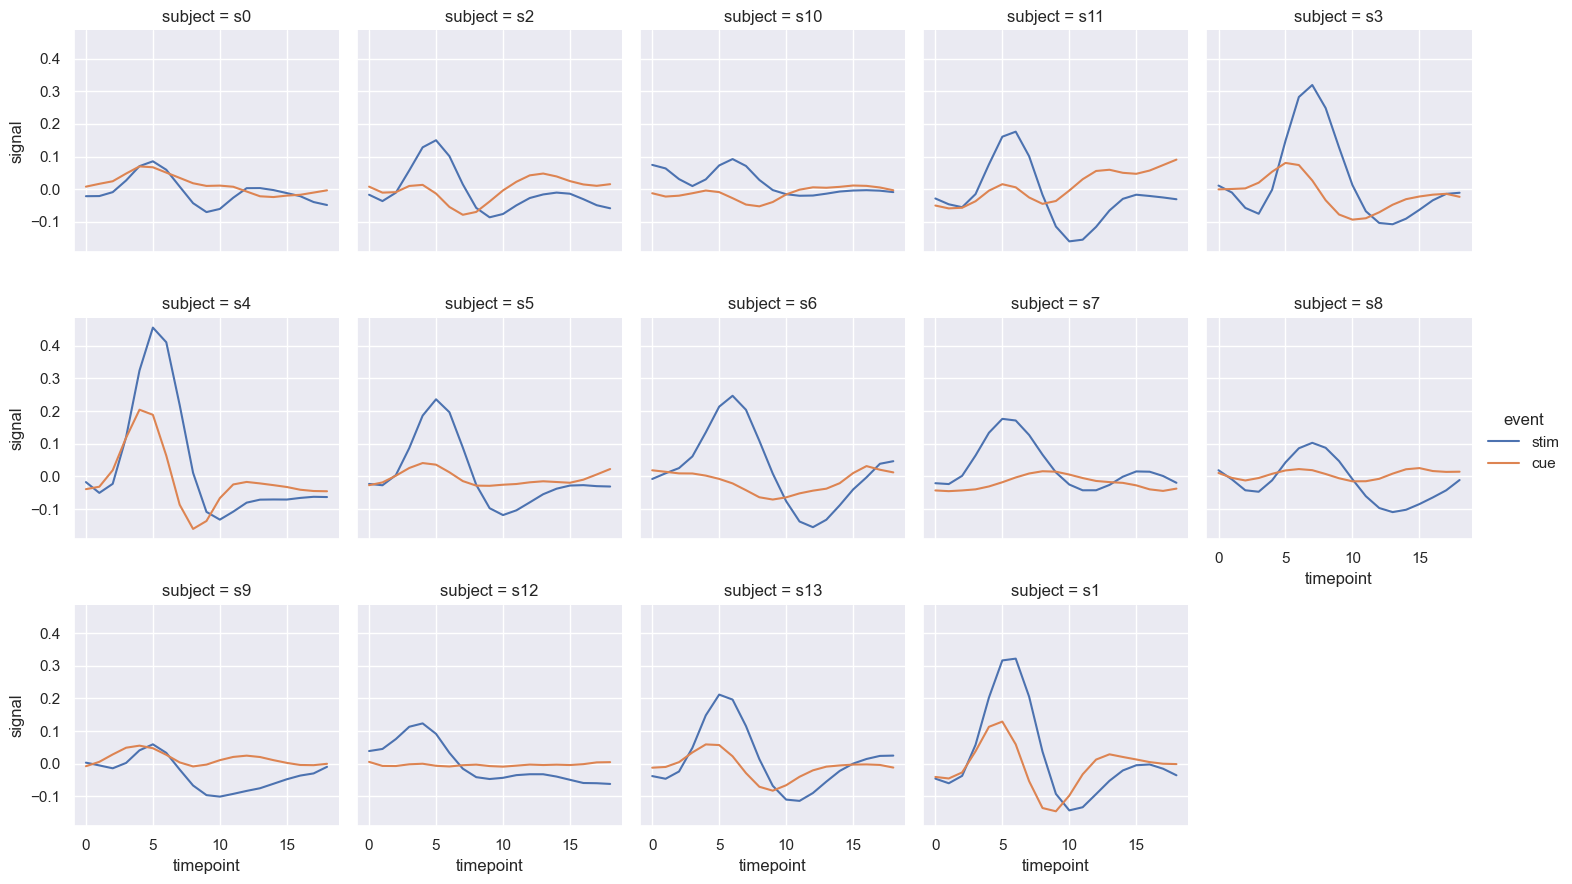 subject = s0
subject = s2
subject = s10
subject = s11
subject = s3
signal
0.4
0.3
0.2
0.1
0.0
−0.1
subject = s4
subject = s5
subject = s6
subject = s7
subject = s8
signal
0.4
0.3
0.2
0.1
0.0
−0.1
0 5 10 15
timepoint
event
stim
cue
subject = s9
subject = s12
subject = s13
subject = s1
signal
0.4
0.3
0.2
0.1
0.0
−0.1
0 5 10 15
timepoint
0 5 10 15
timepoint
0 5 10 15
timepoint
0 5 10 15
timepoint